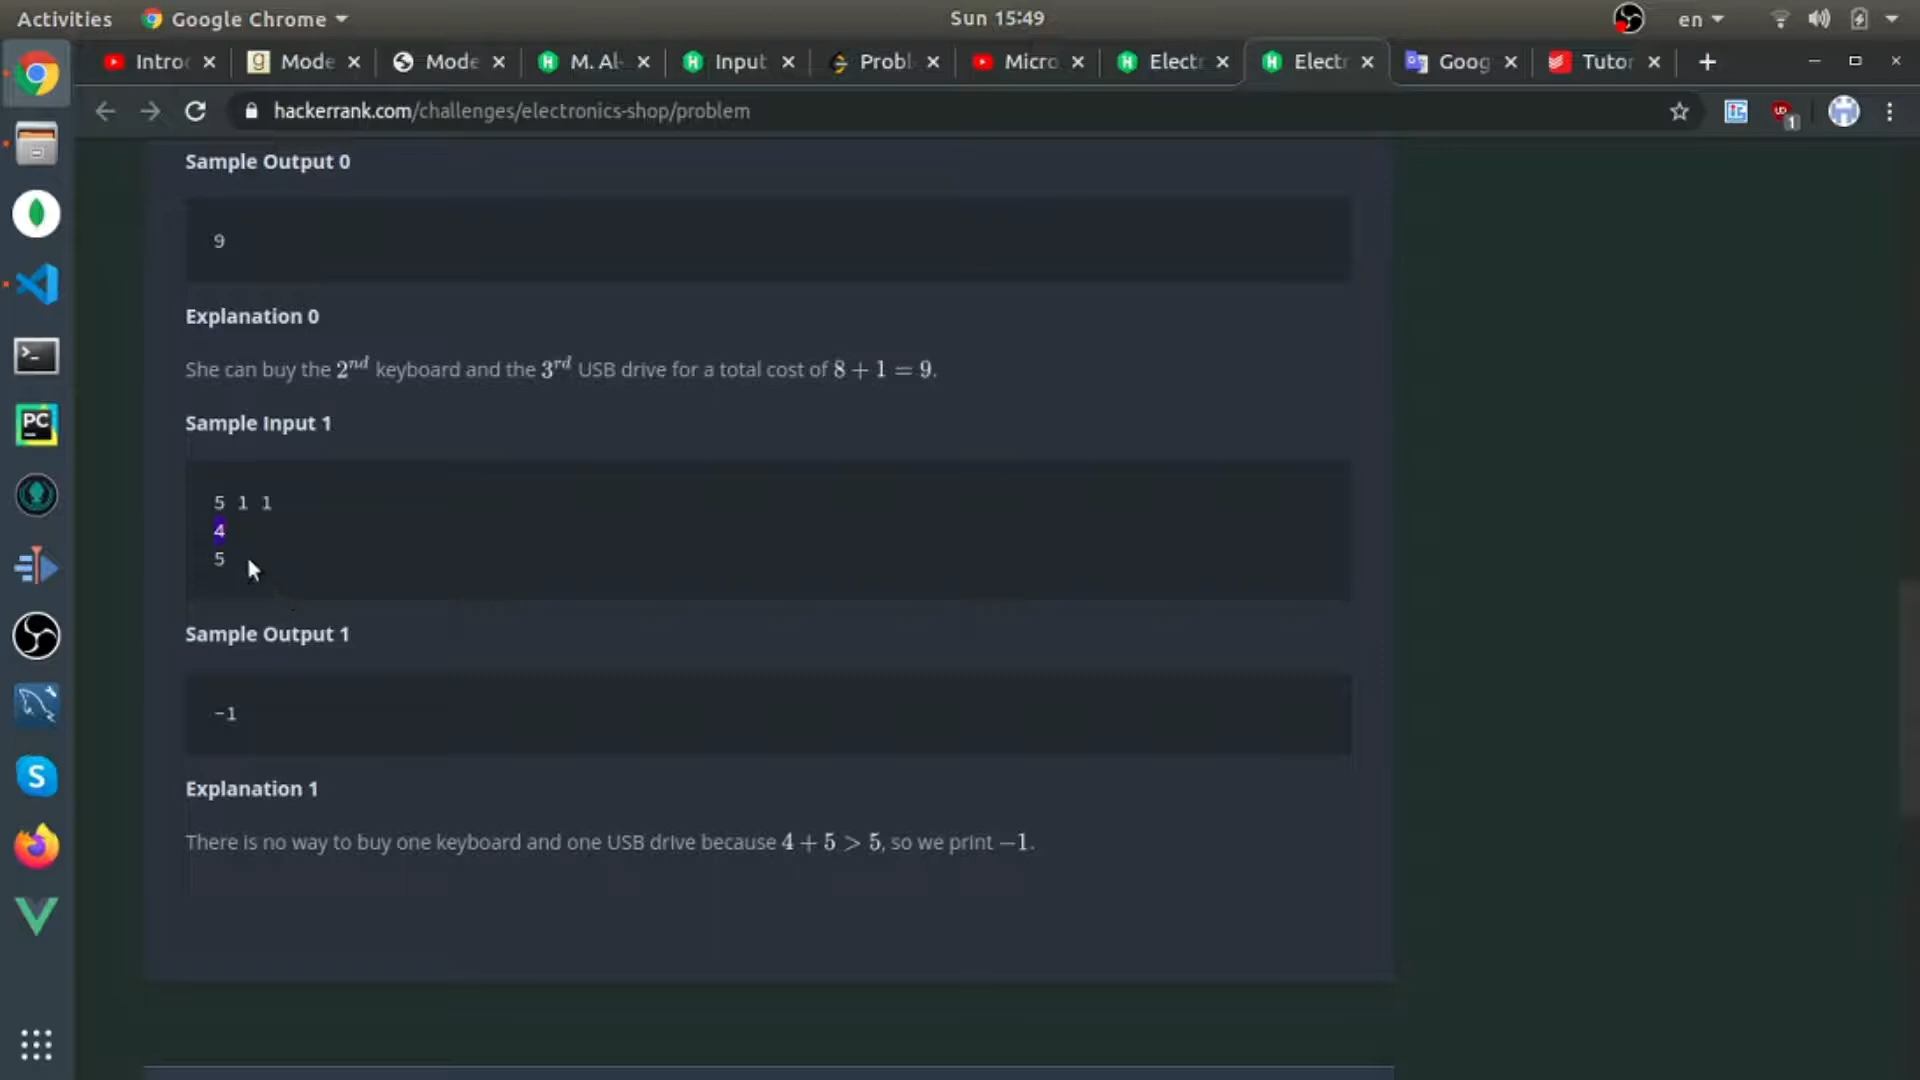 Activities Google Chrome Sun 15:49 en
Intro Mode Mode M. Al- Input Probl Micro Electr Electr Goog Tutor
hackerrank.com/challenges/electronics-shop/problem
1
Sample Output 0
9
Explanation 0
She can buy the 2nd keyboard and the 3rd USB drive for a total cost of 8 + 1 = 9.
Sample Input 1
5 1 1
4
5
Sample Output 1
-1
Explanation 1
There is no way to buy one keyboard and one USB drive because 4 + 5 > 5, so we print −1.
PC
S